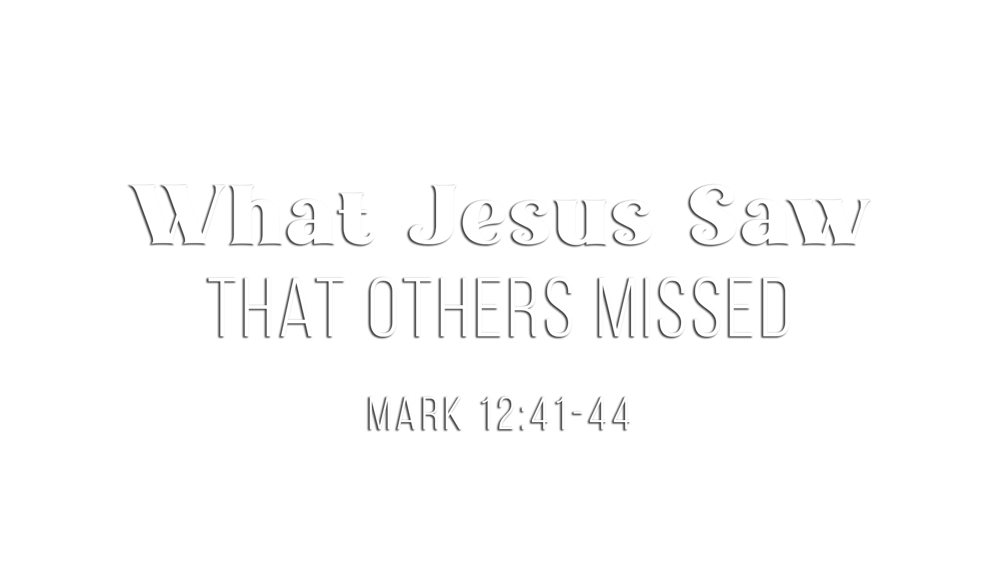 What Jesus Saw
THAT OTHERS MISSED
MARK 12:41-44